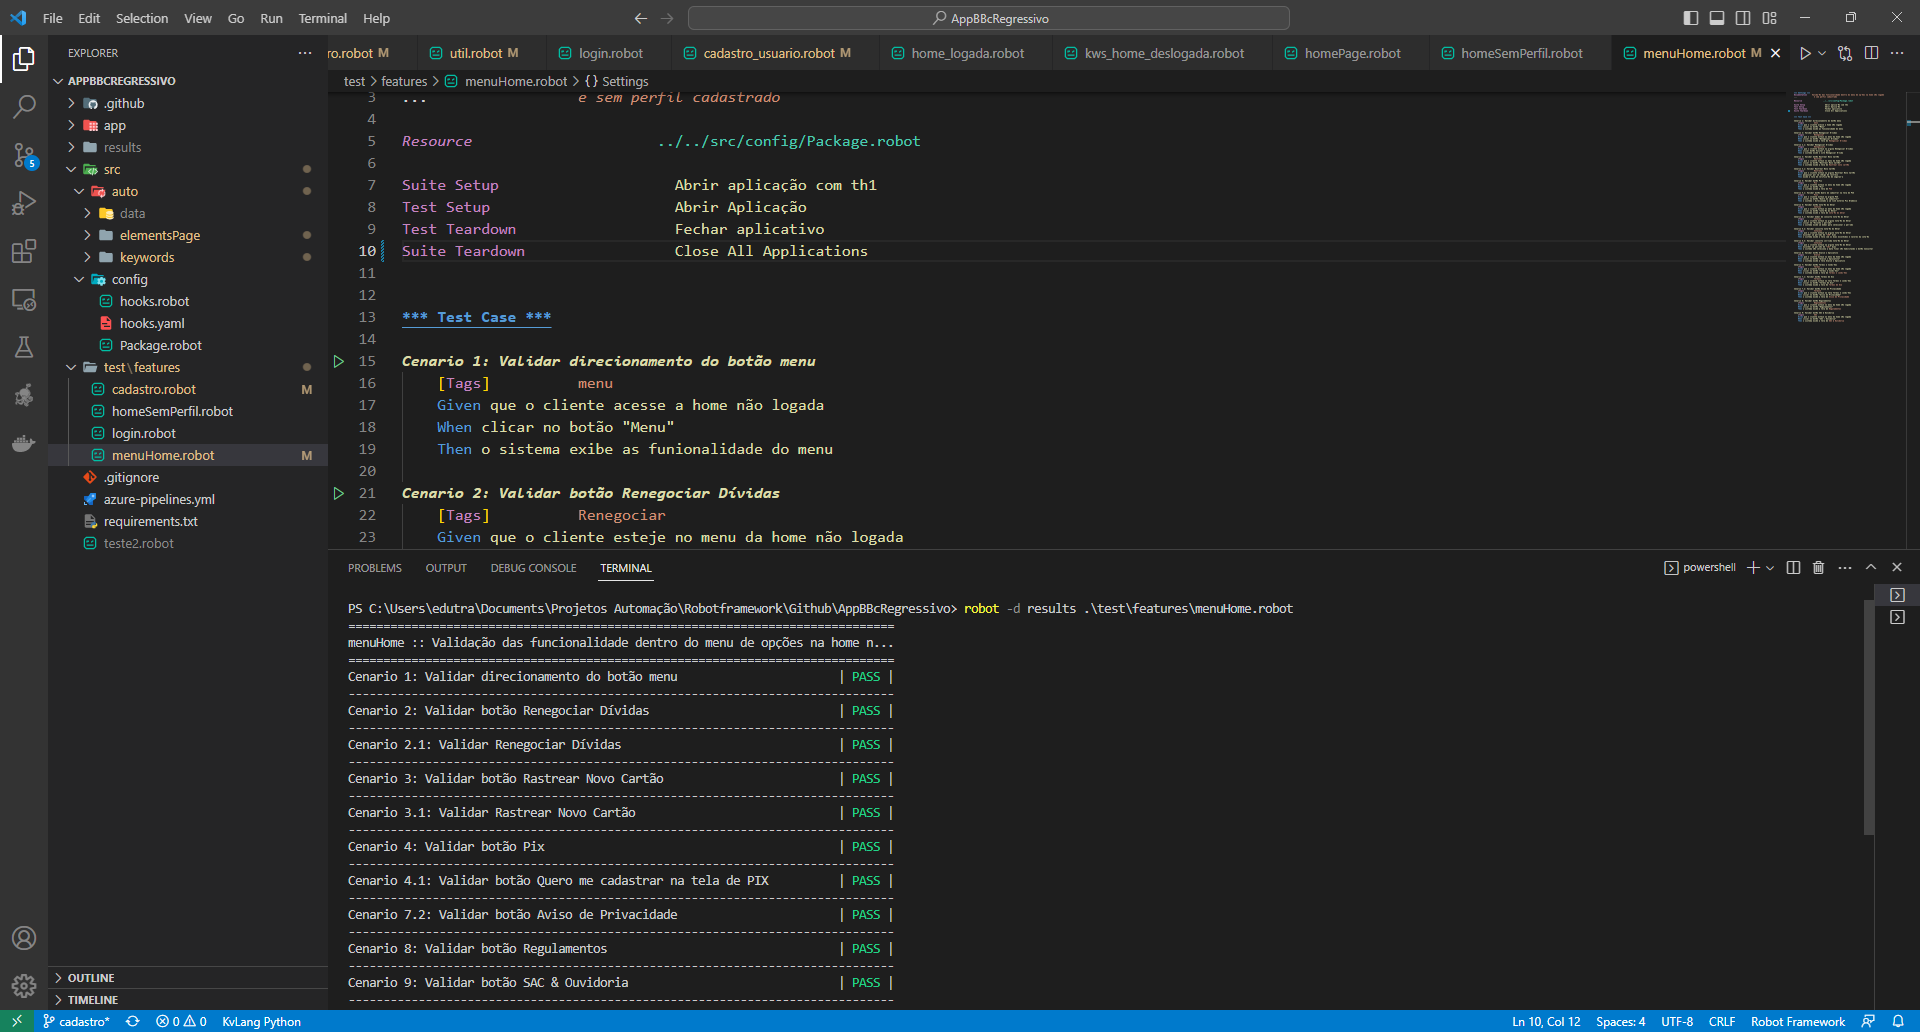 File Edit Selection View Go Run Terminal Help
AppBBcRegressivo
EXPLORER
APPBBCREGRESSIVO
.github
app
results
src
auto
data
elementsPage
keywords
config
hooks.robot
hooks.yaml
Package.robot
test\features
cadastro.robot M
homeSemPerfil.robot
login.robot
menuHome.robot M
.gitignore
azure-pipelines.yml
requirements.txt
teste2.robot
OUTLINE
TIMELINE
5
ro.robot M util.robot M login.robot cadastro_usuario.robot M home_logada.robot kws_home_deslogada.robot homePage.robot homeSemPerfil.robot menuHome.robot M
test > features > menuHome.robot > {} Settings
3 ... e sem perfil cadastrado
4
5 Resource ../../src/config/Package.robot
6
7 Suite Setup Abrir aplicação com th1
8 Test Setup Abrir Aplicação
9 Test Teardown Fechar aplicativo
10 Suite Teardown Close All Applications
11
12
13 *** Test Case ***
14
15 Cenario 1: Validar direcionamento do botão menu
16 [Tags] menu
17 Given que o cliente acesse a home não logada
18 When clicar no botão "Menu"
19 Then o sistema exibe as funionalidade do menu
20
21 Cenario 2: Validar botão Renegociar Dívidas
22 [Tags] Renegociar
23 Given que o cliente esteje no menu da home não logada
PROBLEMS OUTPUT DEBUG CONSOLE TERMINAL
powershell
PS C:\Users\edutra\Documents\Projetos Automação\Robotframework\Github\AppBBcRegressivo> robot -d results .\test\features\menuHome.robot
==============================================================================
menuHome :: Validação das funcionalidade dentro do menu de opções na home n...
==============================================================================
Cenario 1: Validar direcionamento do botão menu | PASS |
------------------------------------------------------------------------------
Cenario 2: Validar botão Renegociar Dívidas | PASS |
------------------------------------------------------------------------------
Cenario 2.1: Validar Renegociar Dívidas | PASS |
------------------------------------------------------------------------------
Cenario 3: Validar botão Rastrear Novo Cartão | PASS |
------------------------------------------------------------------------------
Cenario 3.1: Validar Rastrear Novo Cartão | PASS |
------------------------------------------------------------------------------
Cenario 4: Validar botão Pix | PASS |
------------------------------------------------------------------------------
Cenario 4.1: Validar botão Quero me cadastrar na tela de PIX | PASS |
------------------------------------------------------------------------------
Cenario 7.2: Validar botão Aviso de Privacidade | PASS |
------------------------------------------------------------------------------
Cenario 8: Validar botão Regulamentos | PASS |
------------------------------------------------------------------------------
Cenario 9: Validar botão SAC & Ouvidoria | PASS |
------------------------------------------------------------------------------
cadastro* 0 0 KvLang Python Ln 10, Col 12 Spaces: 4 UTF-8 CRLF Robot Framework